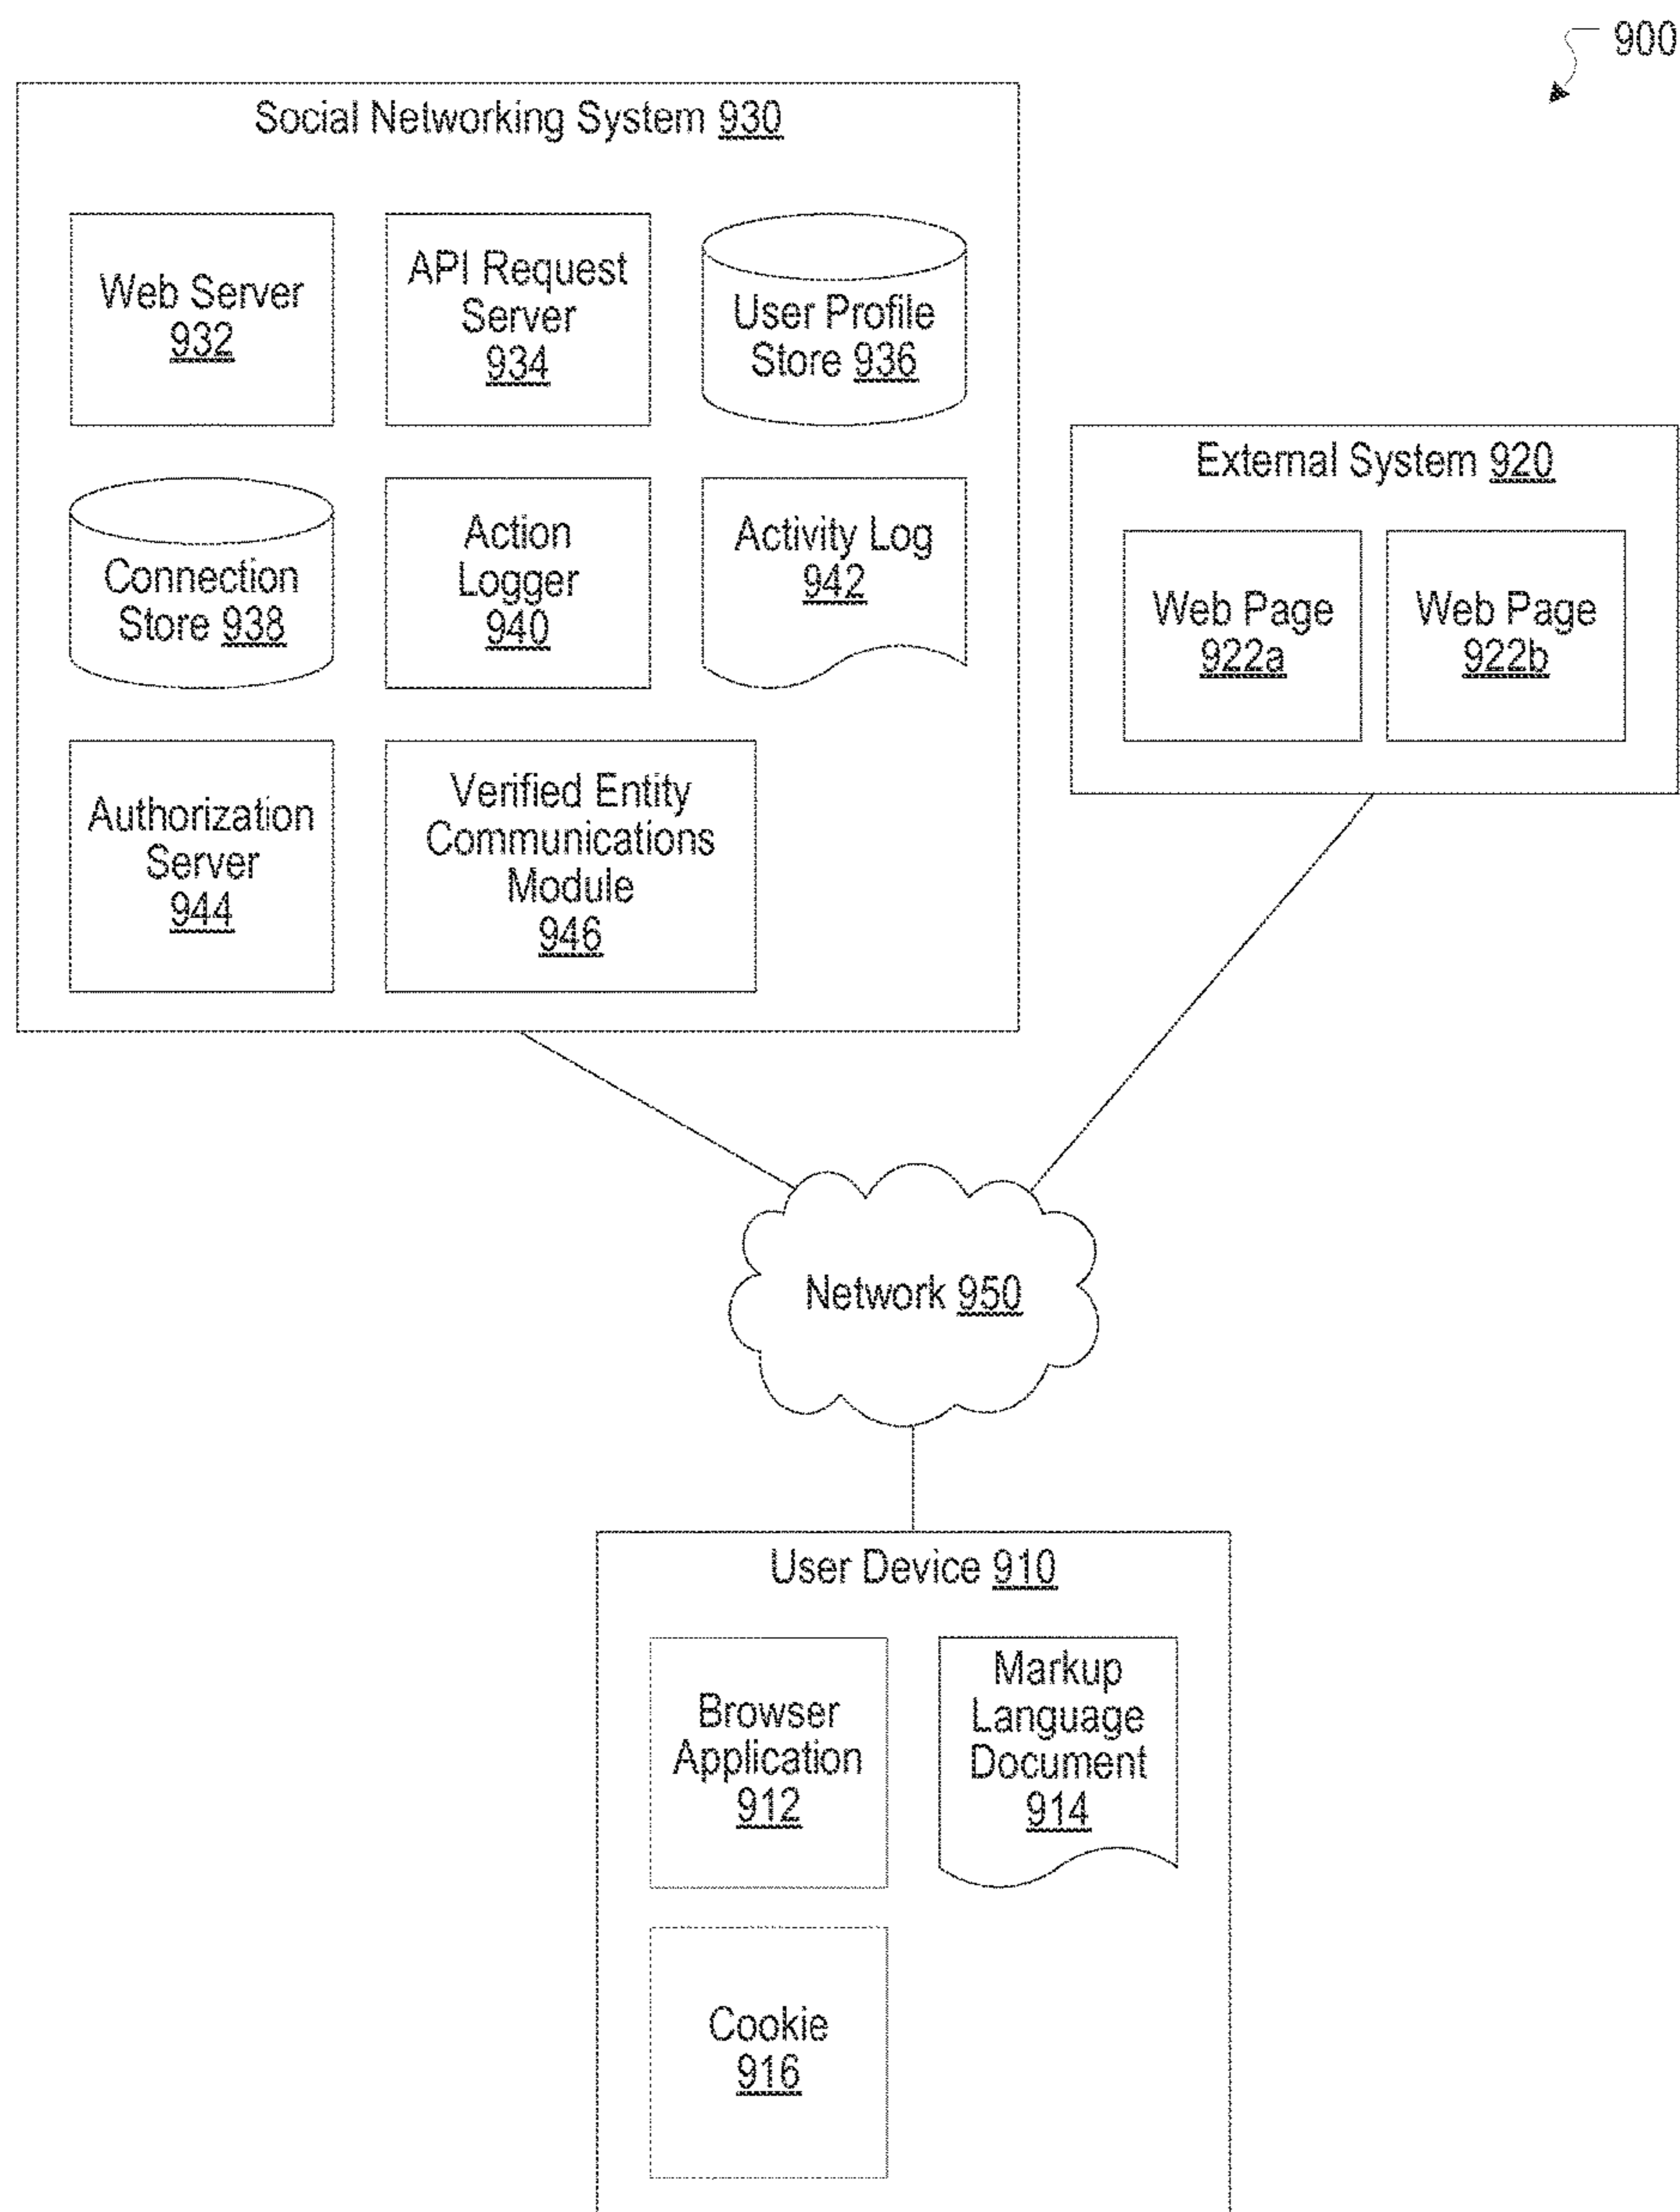 900
Social Networking System 930
Web Server
932
API Request
Server
934
User Profile
Store 936
Connection
Store 938
Action
Logger
940
Activity Log
942
Authorization
Server
944
Verified Entity
Communications
Module
946
External System 920
Web Page
922a
Web Page
922b
Network 950
User Device 910
Browser
Application
912
Markup
Language
Document
914
Cookie
916